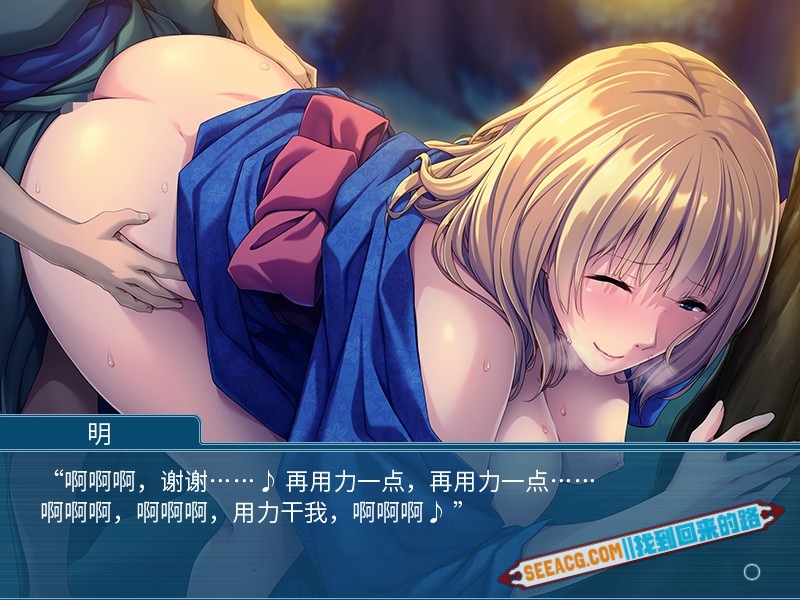 明
“啊啊啊，谢谢……♪ 再用力一点，再用力一点……
啊啊啊，啊啊啊，用力干我，啊啊啊♪ ”
SEEACG.COM||找到回来的路